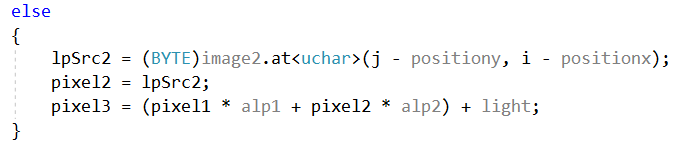 else
{
lpSrc2 = (BYTE)image2.at<uchar>(j - positiony, i - positionx);
pixel2 = lpSrc2;
pixel3 = (pixel1 * alp1 + pixel2 * alp2) + light;
}